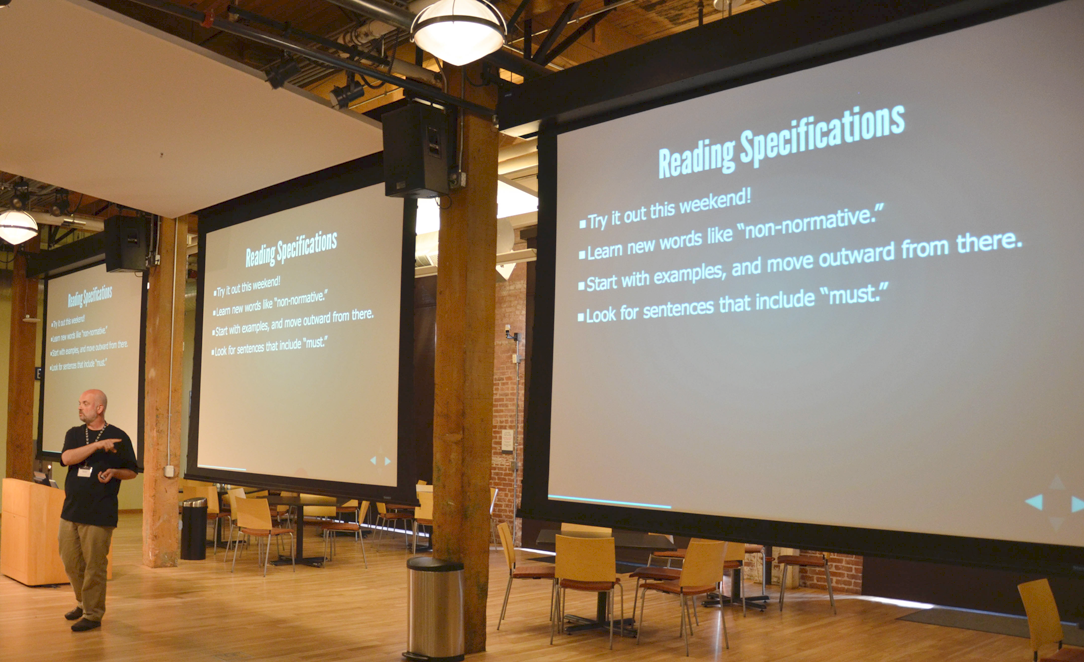 Reading Specifications
Try it out this weekend!
Learn new words like "non-normative."
Start with examples, and move outward from there.
Look for sentences that include "must."
Reading Specifications
Try it out this weekend!
Learn new words like "non-normative."
Start with examples, and move outward from there.
Look for sentences that include "must."
Reading Specifications
Try it out this weekend!
Learn new words like "non-normative."
Start with examples, and move outward from there.
Look for sentences that include "must."